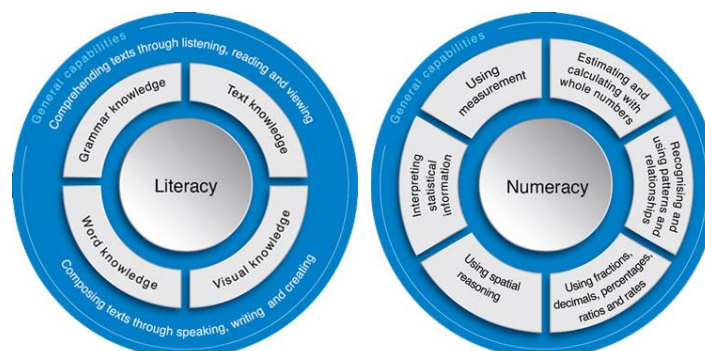 General capabilities
Comprehending texts through listening, reading and viewing
Grammar knowledge
Text knowledge
Literacy
Word knowledge
Visual knowledge
Composing texts through speaking, writing and creating
General capabilities
Using
measurement
Estimating and
calculating with
whole numbers
Interpreting
statistical
information
Numeracy
Recognising and
using patterns and
relationships
Using spatial
reasoning
Using fractions,
decimals, percentages,
ratios and rates